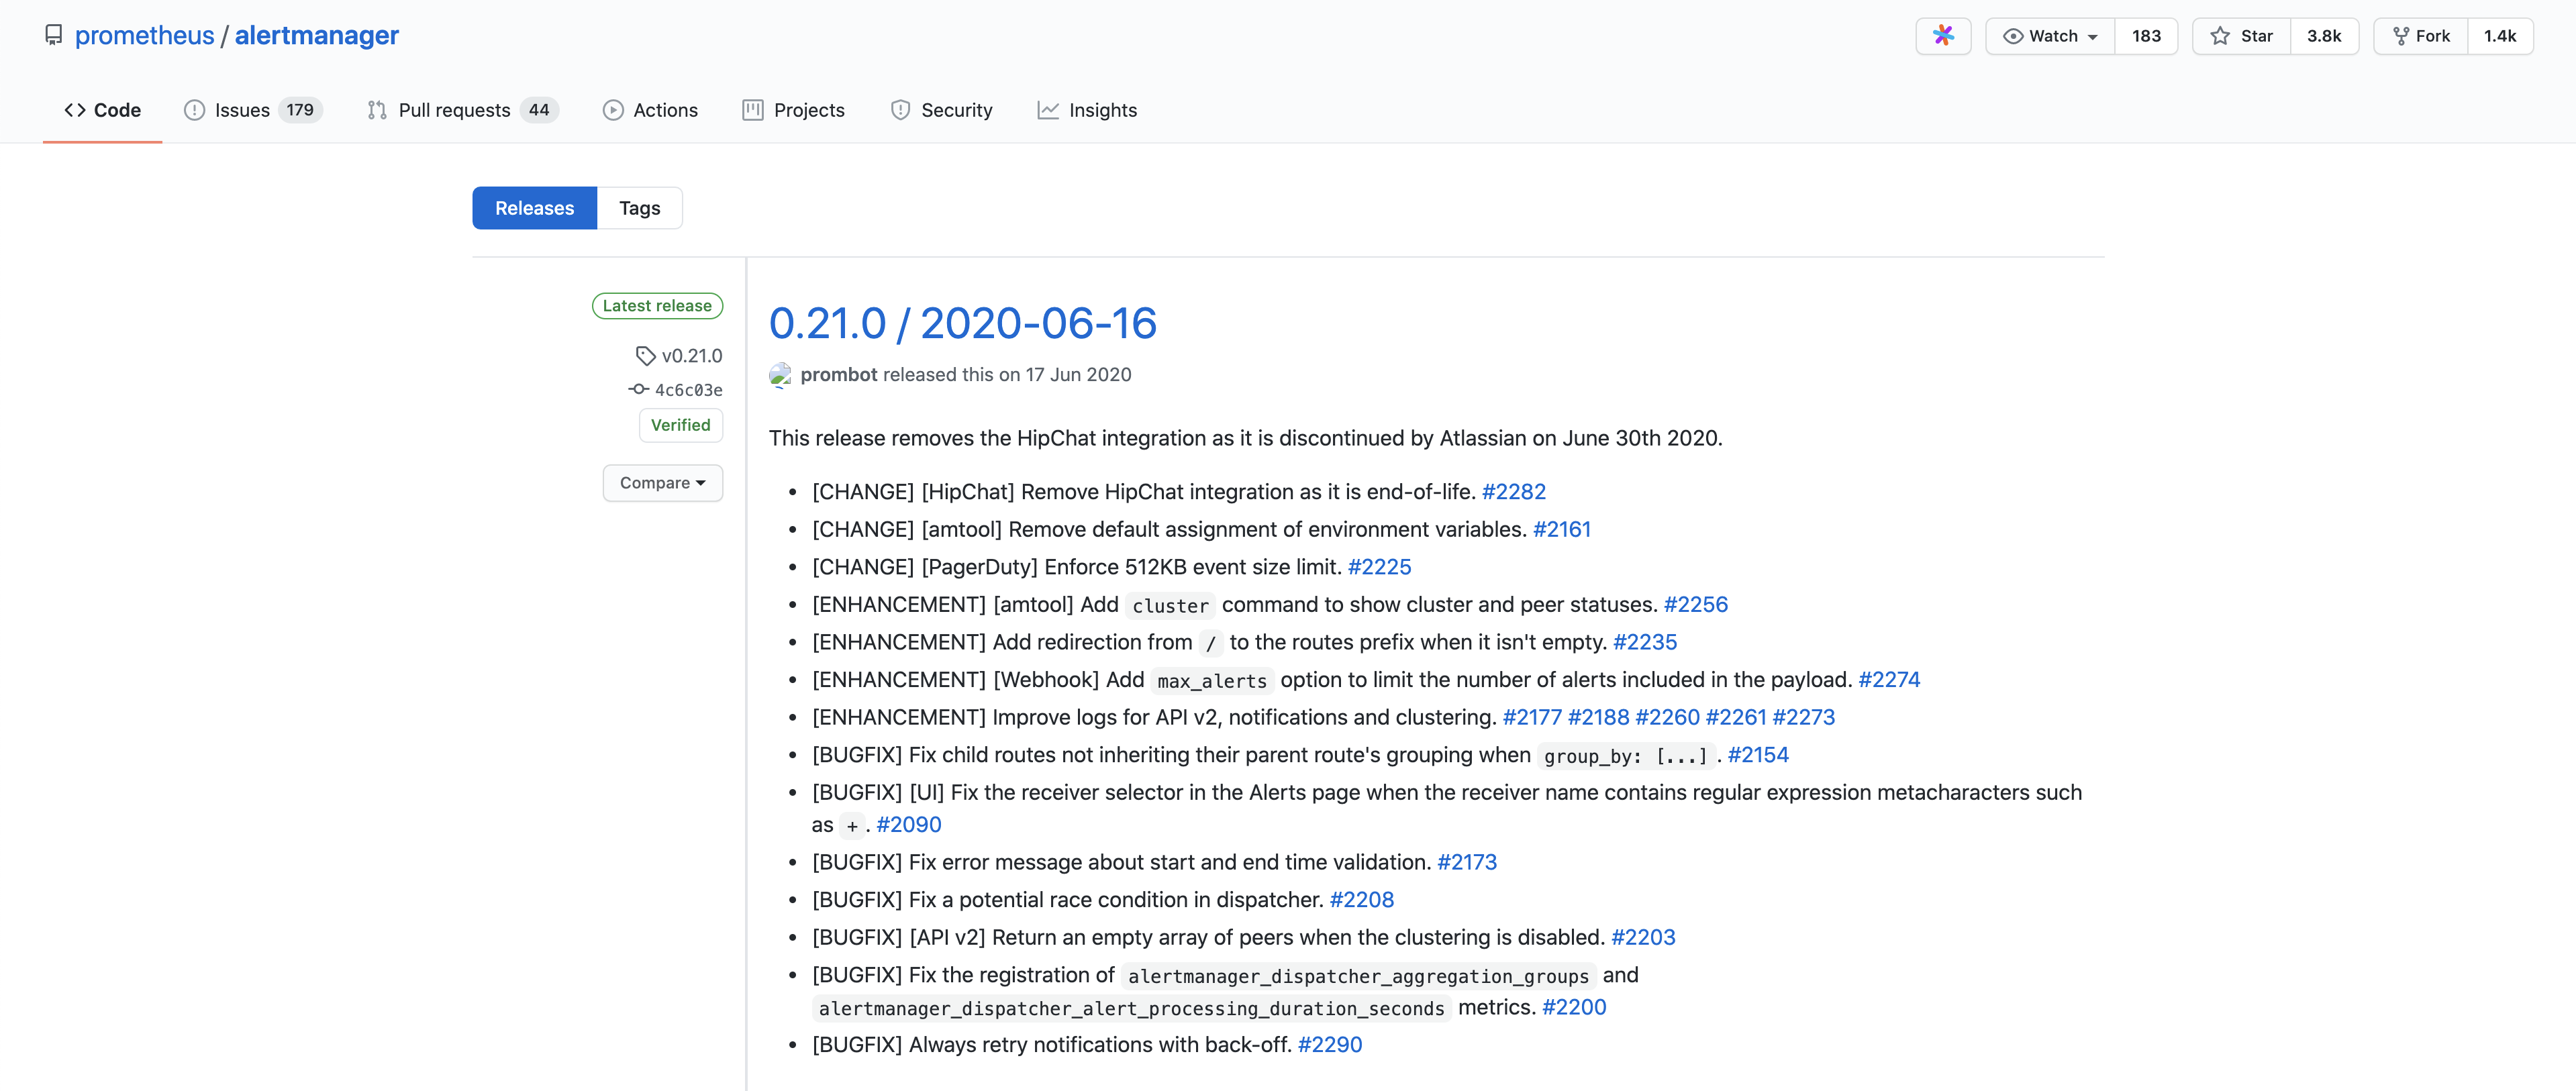 prometheus / alertmanager
Watch 183 Star 3.8k Fork 1.4k
Code Issues 179 Pull requests 44 Actions Projects Security Insights
Releases Tags
Latest release
v0.21.0
4c6c03e
Verified
Compare
0.21.0 / 2020-06-16
prombot released this on 17 Jun 2020
This release removes the HipChat integration as it is discontinued by Atlassian on June 30th 2020.
• [CHANGE] [HipChat] Remove HipChat integration as it is end-of-life. #2282
• [CHANGE] [amtool] Remove default assignment of environment variables. #2161
• [CHANGE] [PagerDuty] Enforce 512KB event size limit. #2225
• [ENHANCEMENT] [amtool] Add cluster command to show cluster and peer statuses. #2256
• [ENHANCEMENT] Add redirection from / to the routes prefix when it isn't empty. #2235
• [ENHANCEMENT] [Webhook] Add max_alerts option to limit the number of alerts included in the payload. #2274
• [ENHANCEMENT] Improve logs for API v2, notifications and clustering. #2177 #2188 #2260 #2261 #2273
• [BUGFIX] Fix child routes not inheriting their parent route's grouping when group_by: [...] . #2154
• [BUGFIX] [UI] Fix the receiver selector in the Alerts page when the receiver name contains regular expression metacharacters such
as + . #2090
• [BUGFIX] Fix error message about start and end time validation. #2173
• [BUGFIX] Fix a potential race condition in dispatcher. #2208
• [BUGFIX] [API v2] Return an empty array of peers when the clustering is disabled. #2203
• [BUGFIX] Fix the registration of alertmanager_dispatcher_aggregation_groups and
alertmanager_dispatcher_alert_processing_duration_seconds metrics. #2200
• [BUGFIX] Always retry notifications with back-off. #2290